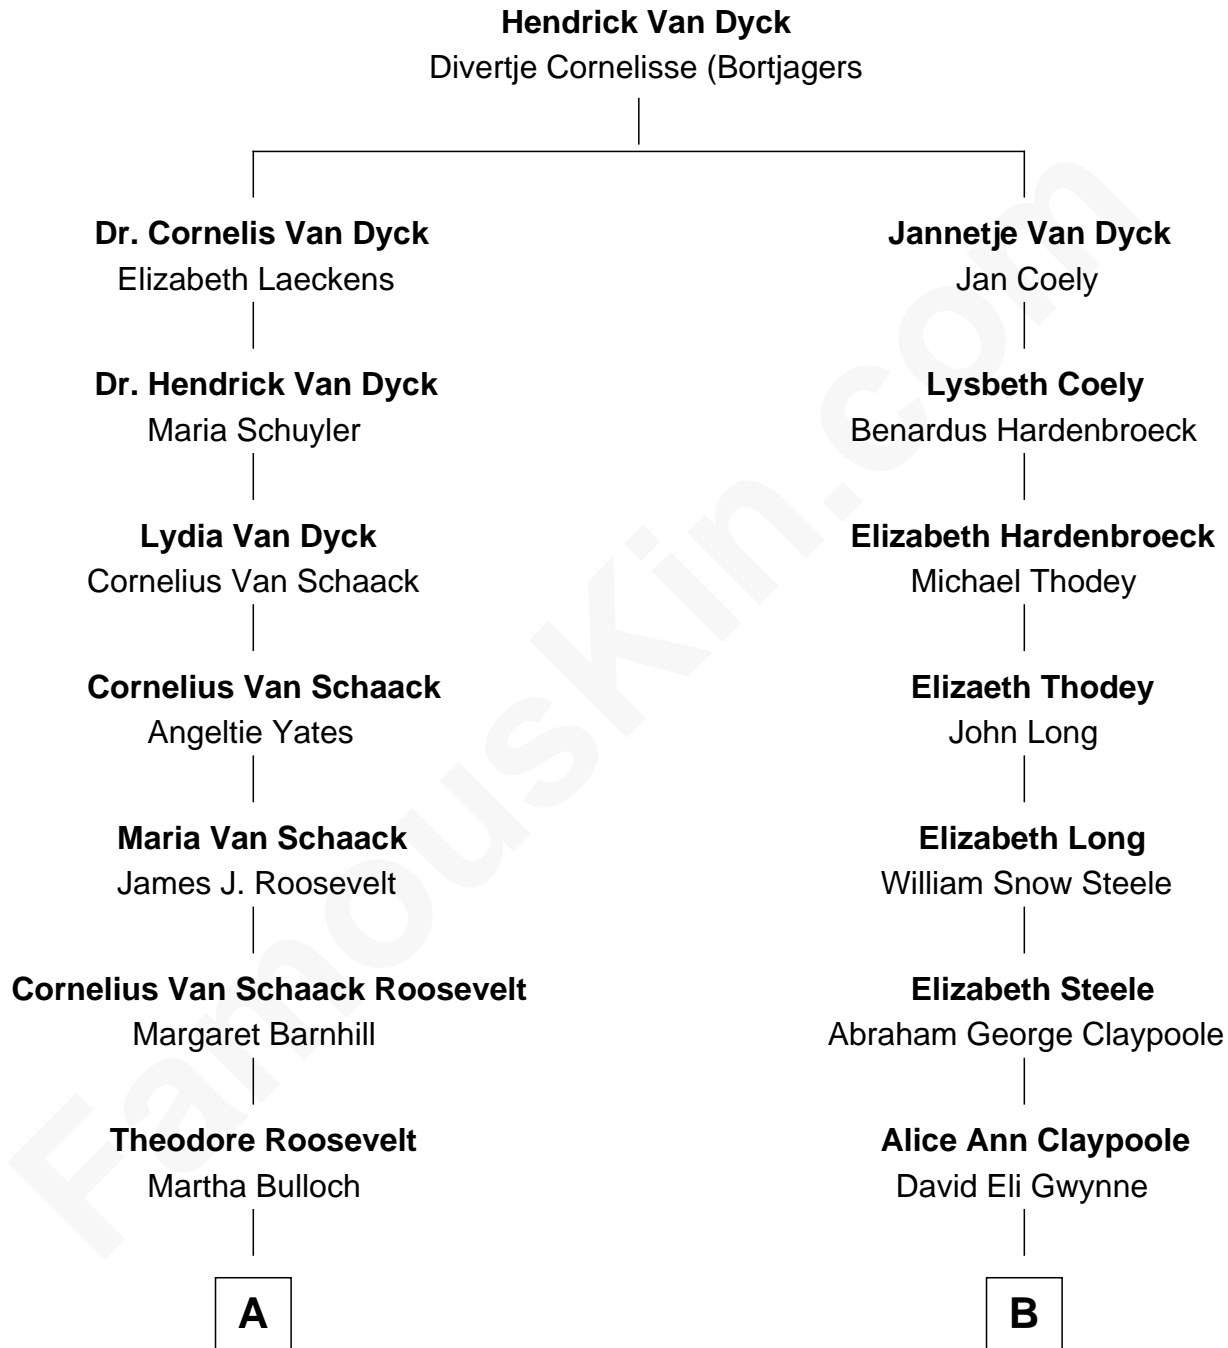 Hendrick Van Dyck
Divertje Cornelisse (Bortjagers
Dr. Cornelis Van Dyck
Elizabeth Laeckens
Jannetje Van Dyck
Jan Coely
Dr. Hendrick Van Dyck
Maria Schuyler
Lysbeth Coely
Benardus Hardenbroeck
Lydia Van Dyck
Cornelius Van Schaack
Elizabeth Hardenbroeck
Michael Thodey
Cornelius Van Schaack
Angeltie Yates
Elizaeth Thodey
John Long
Maria Van Schaack
James J. Roosevelt
Elizabeth Long
William Snow Steele
Cornelius Van Schaack Roosevelt
Margaret Barnhill
Elizabeth Steele
Abraham George Claypoole
Theodore Roosevelt
Martha Bulloch
Alice Ann Claypoole
David Eli Gwynne
A
B
FamousKin.com